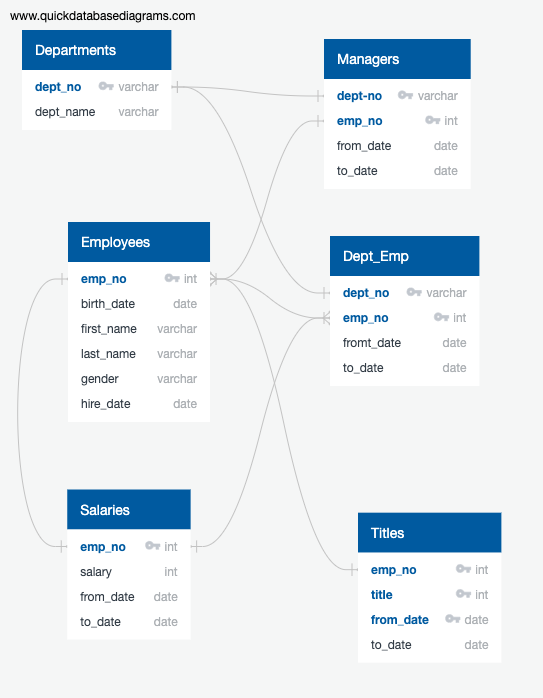 www.quickdatabasediagrams.com
Departments
dept_no varchar
dept_name varchar
Managers
dept-no varchar
emp_no int
from_date date
to_date date
Employees
emp_no int
birth_date date
first_name varchar
last_name varchar
gender varchar
hire_date date
Dept_Emp
dept_no varchar
emp_no int
fromt_date date
to_date date
Salaries
emp_no int
salary int
from_date date
to_date date
Titles
emp_no int
title int
from_date date
to_date date